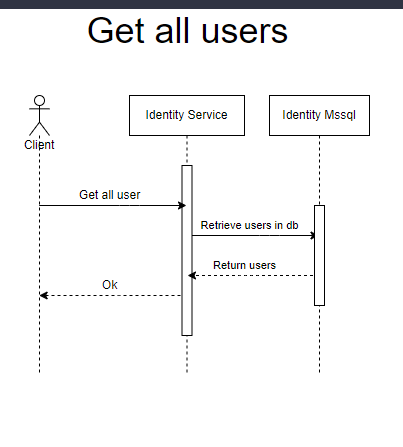 Get all users
Identity Service
Identity Mssql
Client
Get all user
Retrieve users in db
Return users
Ok